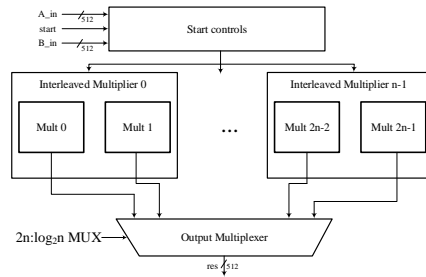 A_in
512
start
B_in
512
Start controls
Interleaved Multiplier 0
Interleaved Multiplier n-1
Mult 0
Mult 1
...
Mult 2n-2
Mult 2n-1
2n:log₂n MUX
Output Multiplexer
res
512